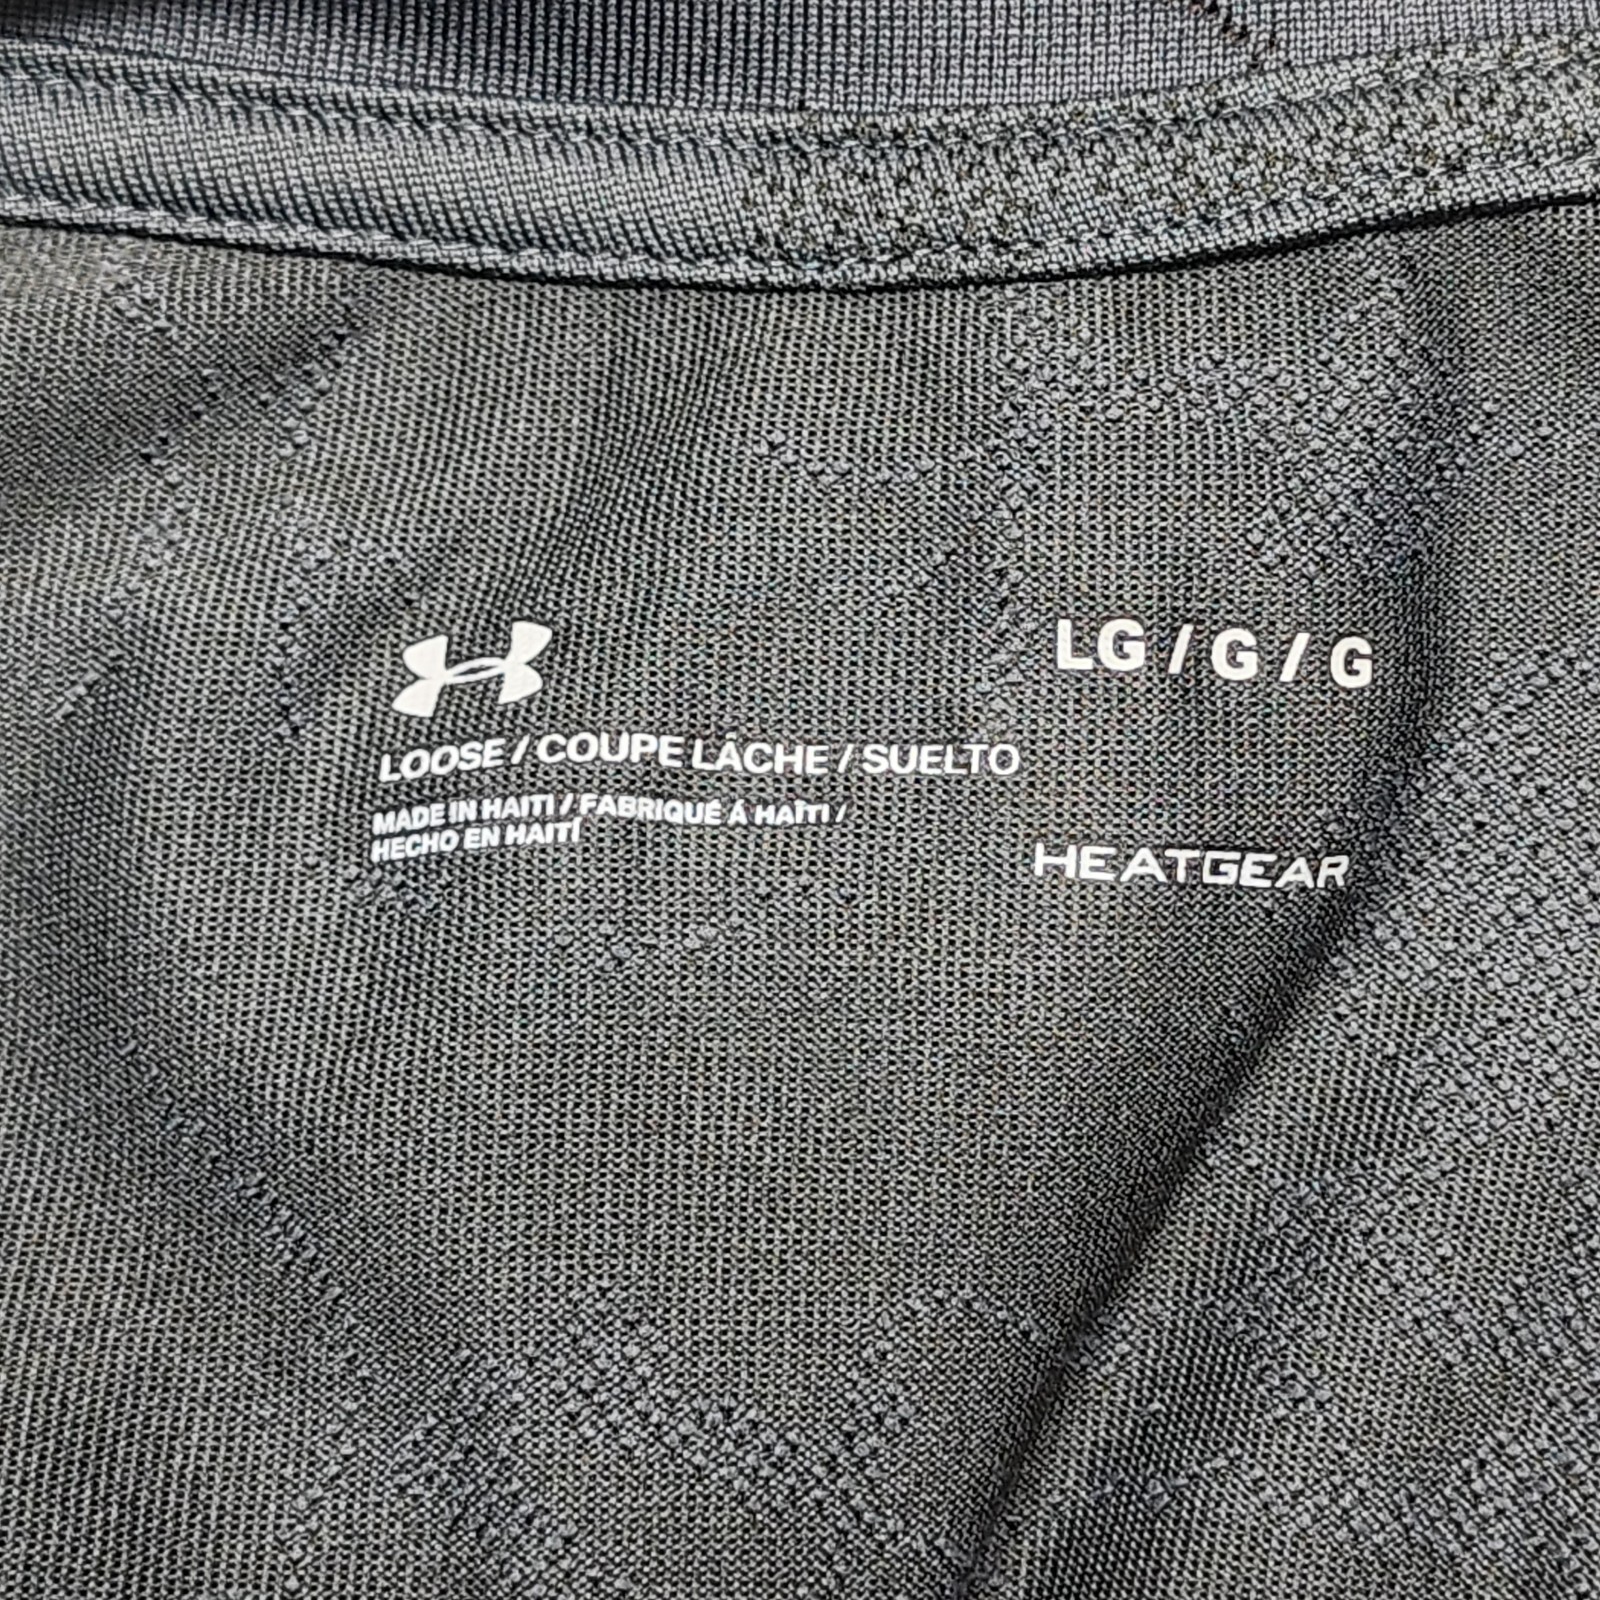 LG / G / G
LOOSE / COUPE LÂCHE / SUELTO
MADE IN HAITI / FABRIQUÉ À HAÏTI /
HECHO EN HAITÍ
HEATGEAR